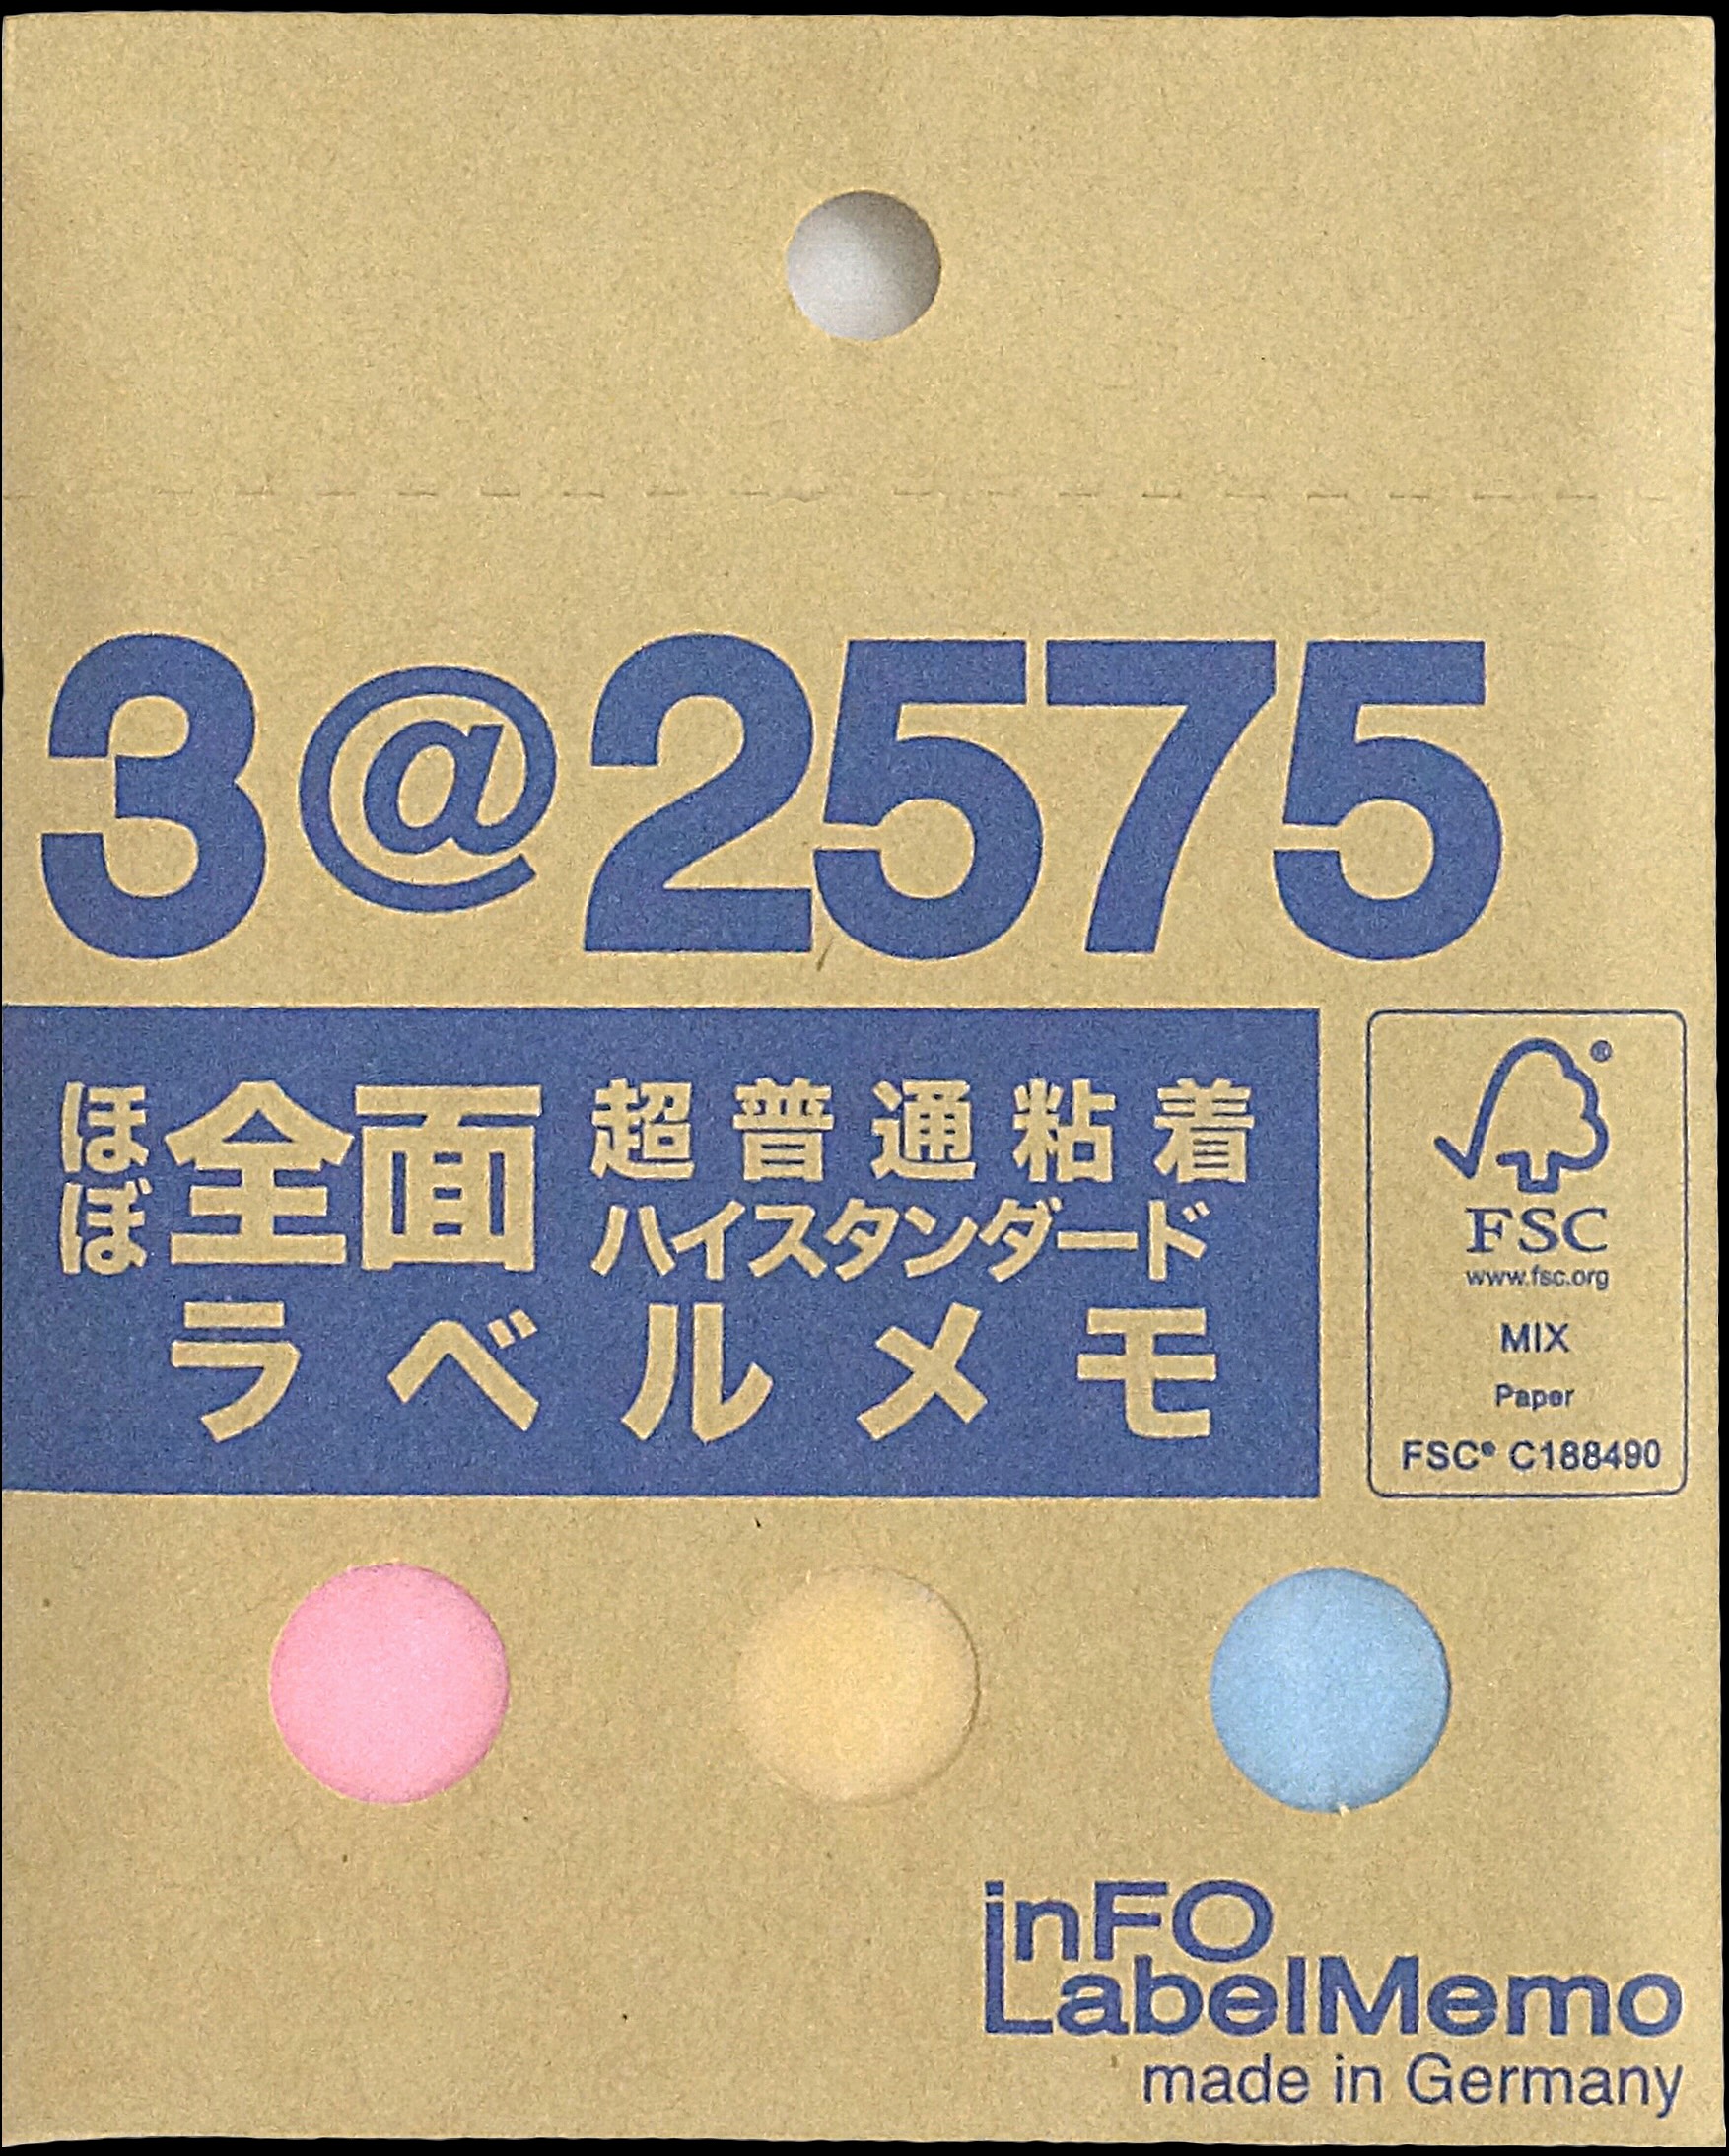 3@2575
ほぼ全面 超普通粘着
ハイスタンダード
ラベルメモ
®
FSC
www.fsc.org
MIX
Paper
FSC® C188490
inFO
LabelMemo
made in Germany